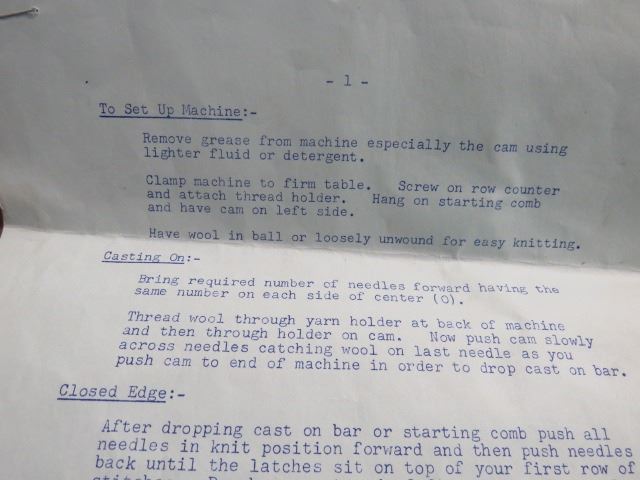 - 1 -
To Set Up Machine:-
Remove grease from machine especially the cam using
lighter fluid or detergent.
Clamp machine to firm table. Screw on row counter
and attach thread holder. Hang on starting comb
and have cam on left side.
Have wool in ball or loosely unwound for easy knitting.
Casting On:-
Bring required number of needles forward having the
same number on each side of center (0).
Thread wool through yarn holder at back of machine
and then through holder on cam. Now push cam slowly
across needles catching wool on last needle as you
push cam to end of machine in order to drop cast on bar.
Closed Edge:-
After dropping cast on bar or starting comb push all
needles in knit position forward and then push needles
back until the latches sit on top of your first row of